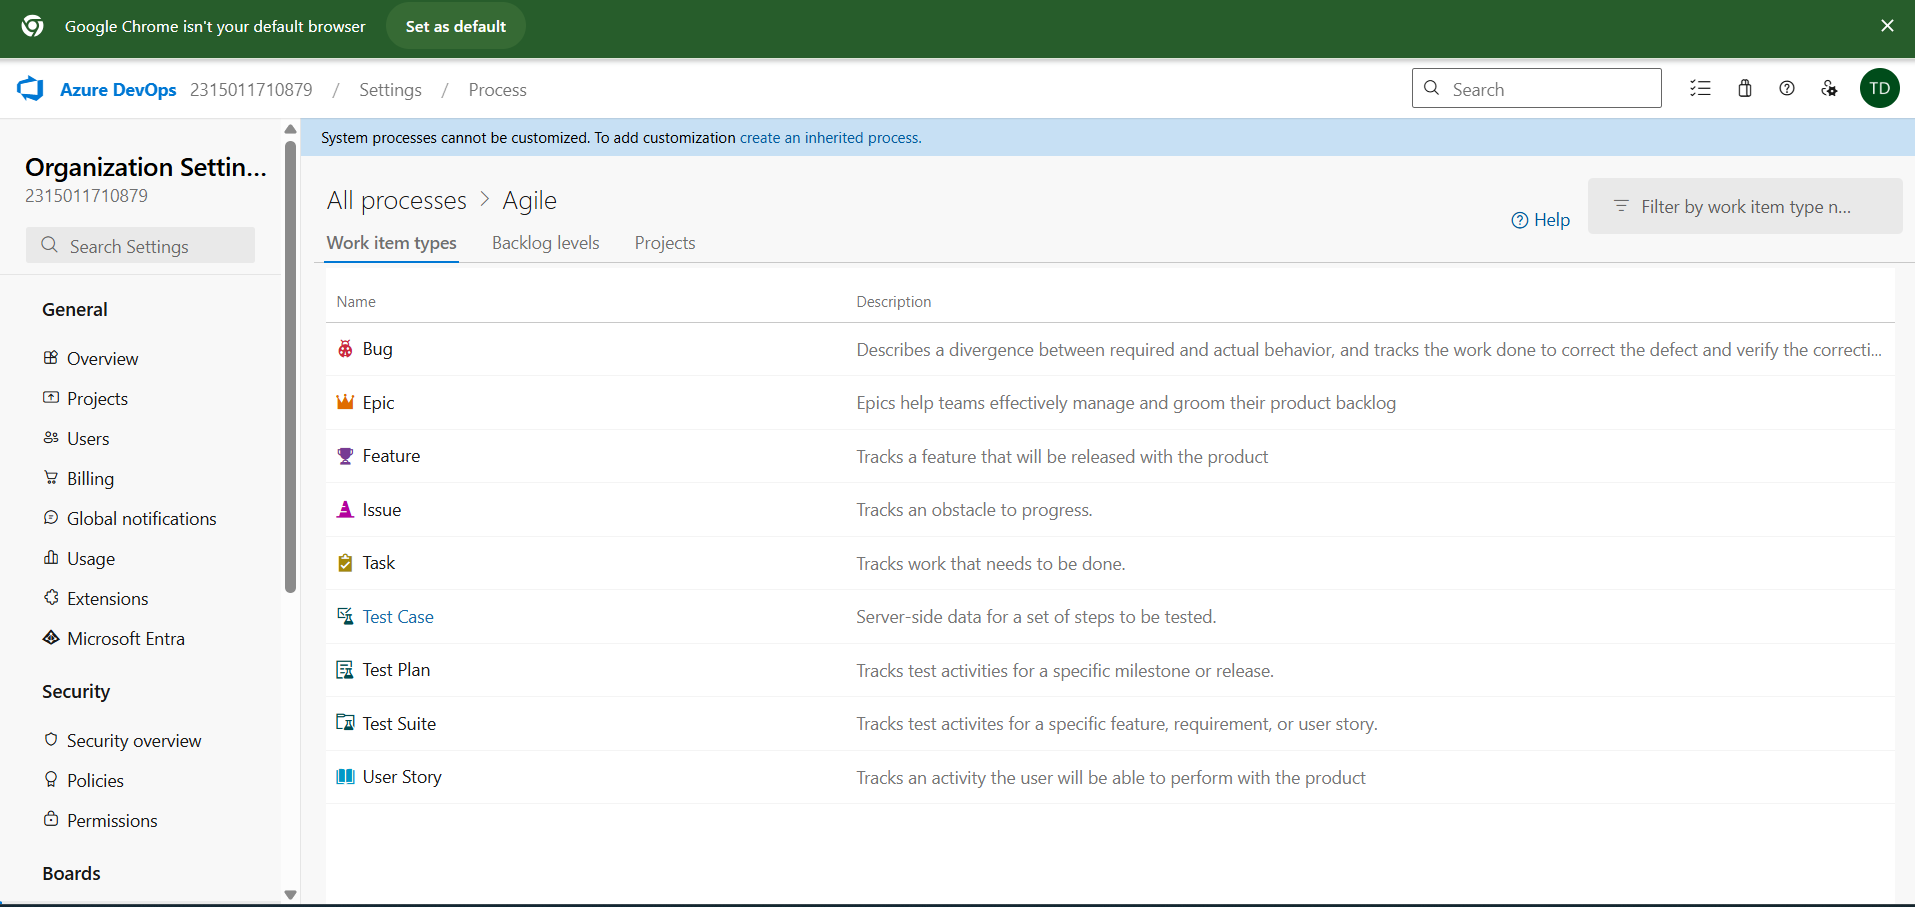 Google Chrome isn't your default browser Set as default
Azure DevOps 2315011710879 / Settings / Process Search TD
System processes cannot be customized. To add customization create an inherited process.
Organization Settin...
2315011710879
Search Settings
General
Overview
Projects
Users
Billing
Global notifications
Usage
Extensions
Microsoft Entra
Security
Security overview
Policies
Permissions
Boards
All processes > Agile
Help
Filter by work item type n...
Work item types Backlog levels Projects
Name Description
Bug Describes a divergence between required and actual behavior, and tracks the work done to correct the defect and verify the correcti...
Epic Epics help teams effectively manage and groom their product backlog
Feature Tracks a feature that will be released with the product
Issue Tracks an obstacle to progress.
Task Tracks work that needs to be done.
Test Case Server-side data for a set of steps to be tested.
Test Plan Tracks test activities for a specific milestone or release.
Test Suite Tracks test activites for a specific feature, requirement, or user story.
User Story Tracks an activity the user will be able to perform with the product